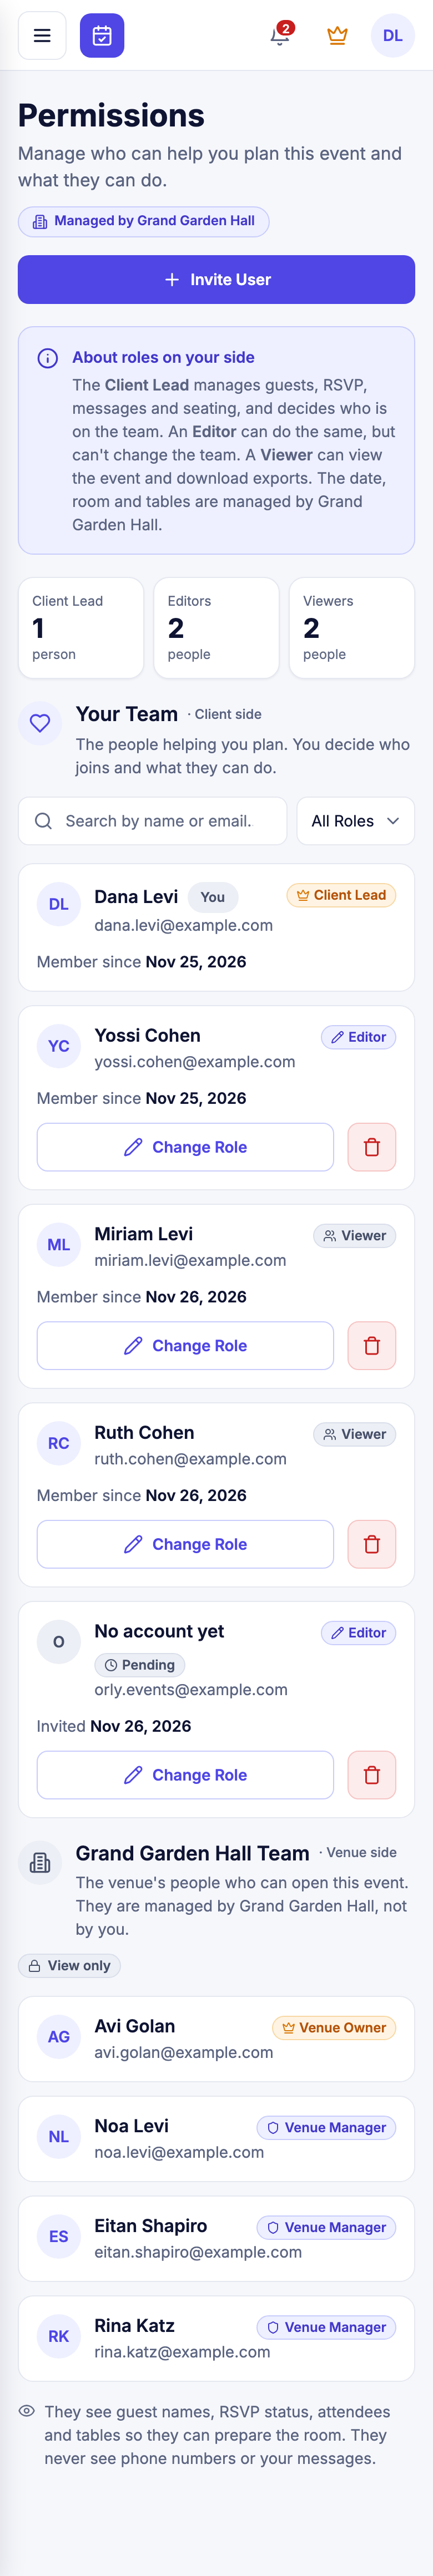 2
DL
Permissions
Manage who can help you plan this event and
what they can do.
Managed by Grand Garden Hall
Invite User
About roles on your side
The Client Lead manages guests, RSVP,
messages and seating, and decides who is
on the team. An Editor can do the same, but
can't change the team. A Viewer can view
the event and download exports. The date,
room and tables are managed by Grand
Garden Hall.
Client Lead
1
person
Editors
2
people
Viewers
2
people
Your Team · Client side
The people helping you plan. You decide who
joins and what they can do.
Search by name or email.
All Roles
DL
Dana Levi You
Client Lead
dana.levi@example.com
Member since Nov 25, 2026
YC
Yossi Cohen
Editor
yossi.cohen@example.com
Member since Nov 25, 2026
Change Role
ML
Miriam Levi
Viewer
miriam.levi@example.com
Member since Nov 26, 2026
Change Role
RC
Ruth Cohen
Viewer
ruth.cohen@example.com
Member since Nov 26, 2026
Change Role
O
No account yet
Editor
Pending
orly.events@example.com
Invited Nov 26, 2026
Change Role
Grand Garden Hall Team · Venue side
The venue's people who can open this event.
They are managed by Grand Garden Hall, not
by you.
View only
AG
Avi Golan
Venue Owner
avi.golan@example.com
NL
Noa Levi
Venue Manager
noa.levi@example.com
ES
Eitan Shapiro
Venue Manager
eitan.shapiro@example.com
RK
Rina Katz
Venue Manager
rina.katz@example.com
They see guest names, RSVP status, attendees
and tables so they can prepare the room. They
never see phone numbers or your messages.